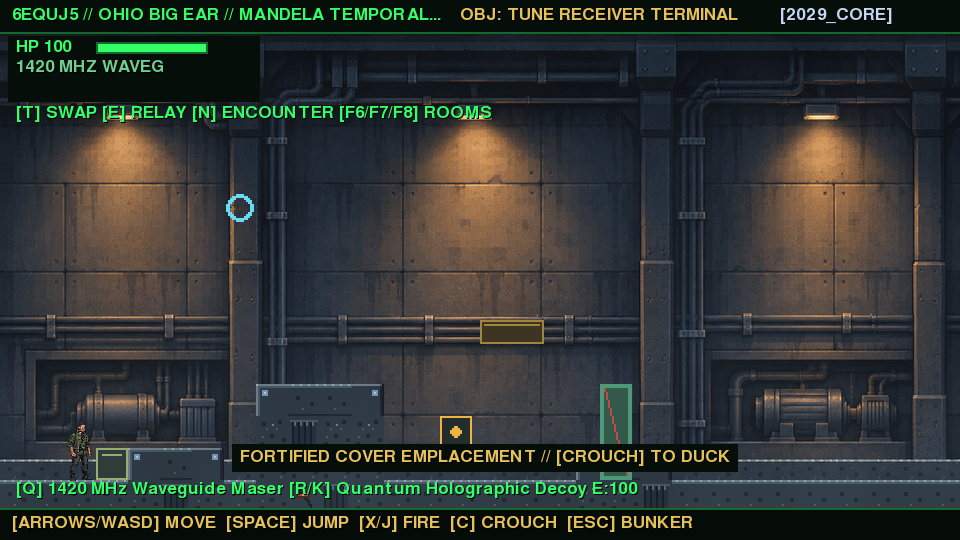 6EQUJ5 // OHIO BIG EAR // MANDELA TEMPORAL... OBJ: TUNE RECEIVER TERMINAL [2029_CORE]
HP 100
1420 MHZ WAVEG
[T] SWAP [E] RELAY [N] ENCOUNTER [F6/F7/F8] ROOMS
FORTIFIED COVER EMPLACEMENT // [CROUCH] TO DUCK
[Q] 1420 MHz Waveguide Maser [R/K] Quantum Holographic Decoy E:100
[ARROWS/WASD] MOVE [SPACE] JUMP [X/J] FIRE [C] CROUCH [ESC] BUNKER